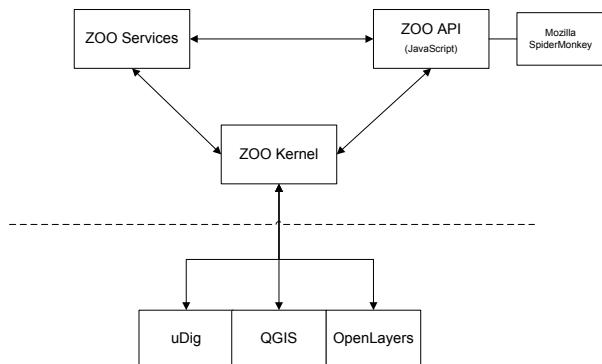 ZOO Services
ZOO API
(JavaScript)
Mozilla
SpiderMonkey
ZOO Kernel
uDig
QGIS
OpenLayers